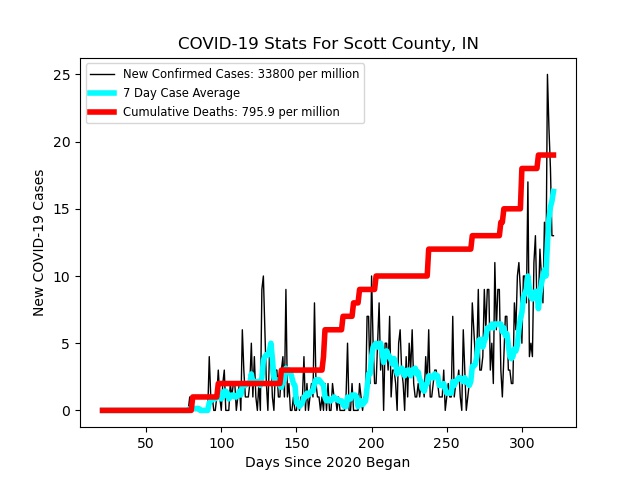 COVID-19 Stats For Scott County, IN
New Confirmed Cases: 33800 per million
7 Day Case Average
Cumulative Deaths: 795.9 per million
New COVID-19 Cases
25
20
15
10
5
0
50 100 150 200 250 300
Days Since 2020 Began